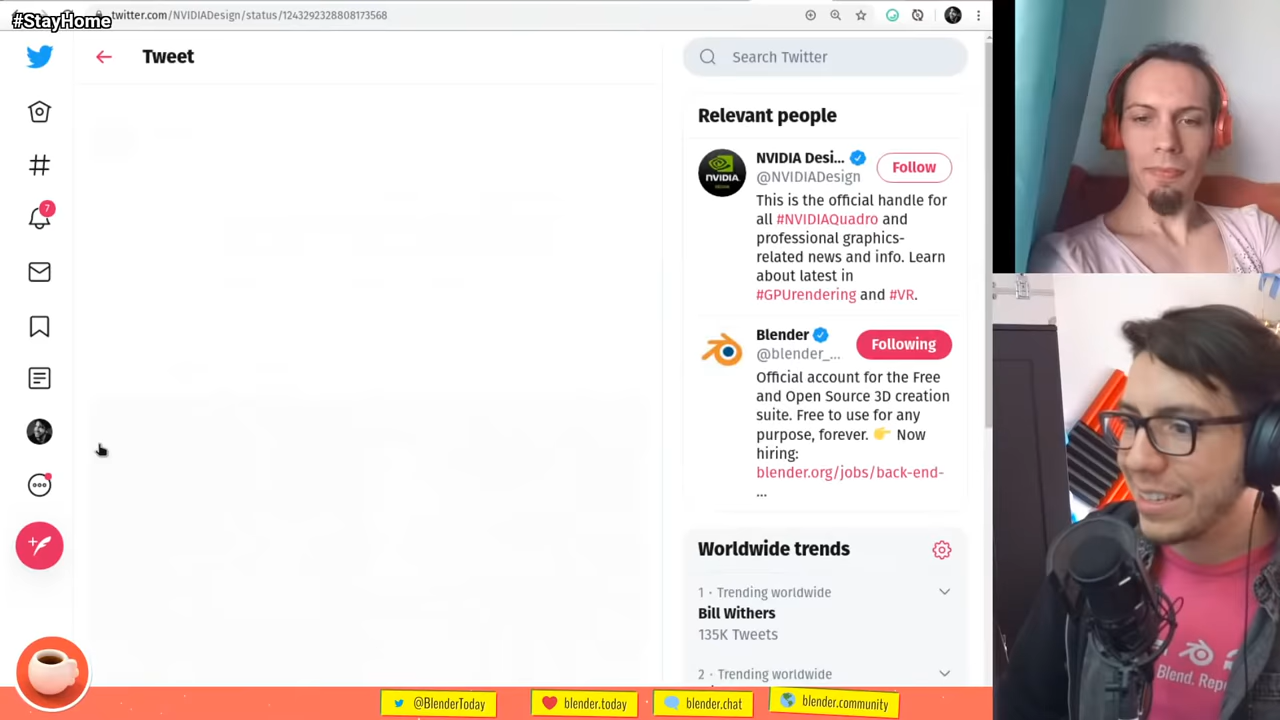 #StayHome
twitter.com/NVIDIADesign/status/1243292328808173568
Tweet
Search Twitter
7
Relevant people
NVIDIA Desi...
@NVIDIADesign
Follow
NVIDIA
This is the official handle for
all #NVIDIAQuadro and
professional graphics-
related news and info. Learn
about latest in
#GPUrendering and #VR.
Blender
@blender_...
Following
Official account for the Free
and Open Source 3D creation
suite. Free to use for any
purpose, forever. 👉 Now
hiring:
blender.org/jobs/back-end-
...
Worldwide trends
1 · Trending worldwide
Bill Withers
135K Tweets
2 · Trending worldwide
Blend.
@BlenderToday
blender.today
blender.chat
blender.community